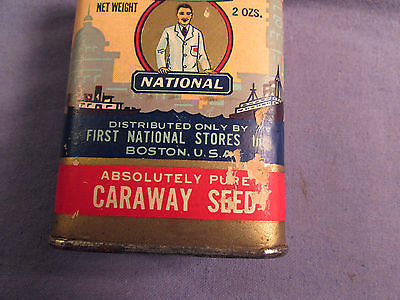 NET WEIGHT 2 OZS.
NATIONAL
DISTRIBUTED ONLY BY
FIRST NATIONAL STORES
BOSTON, U.S.A.
ABSOLUTELY PURE
CARAWAY SEED